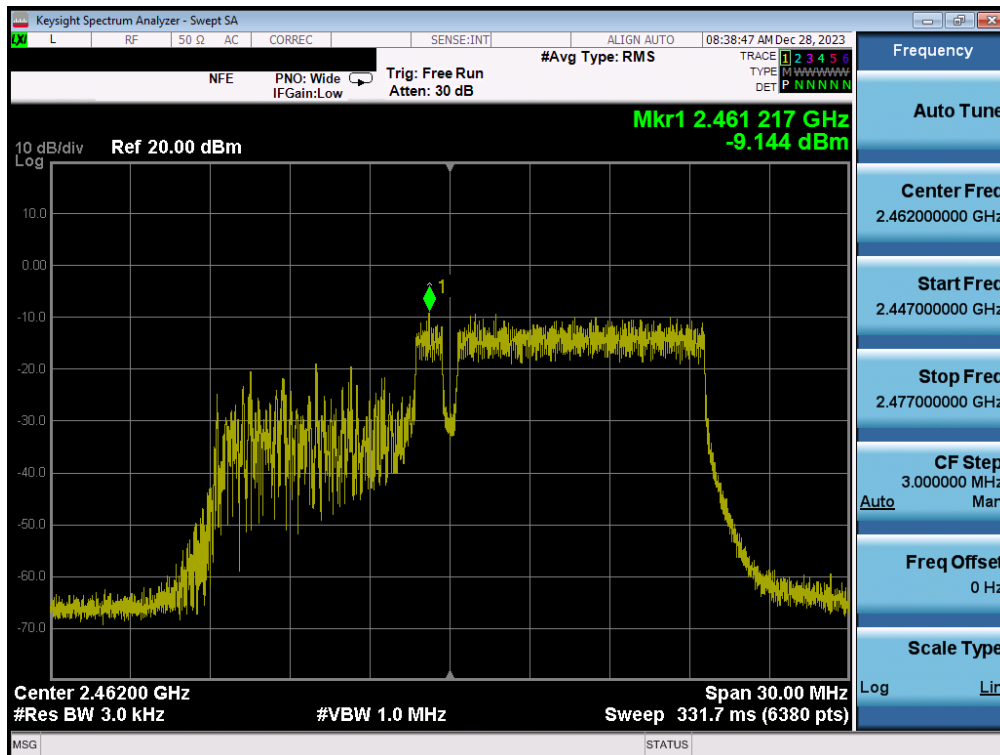 Keysight Spectrum Analyzer - Swept SA
LXI L RF 50 Ω AC CORREC SENSE:INT ALIGN AUTO 08:38:47 AM Dec 28, 2023
NFE PNO: Wide Trig: Free Run #Avg Type: RMS TRACE 1 2 3 4 5 6
IFGain:Low Atten: 30 dB TYPE M WWWWW
DET P N N N N N
Mkr1 2.461 217 GHz
-9.144 dBm
10 dB/div Ref 20.00 dBm
Log
10.0
0.00
-10.0
-20.0
-30.0
-40.0
-50.0
-60.0
-70.0
1
Center 2.46200 GHz Span 30.00 MHz
#Res BW 3.0 kHz #VBW 1.0 MHz Sweep 331.7 ms (6380 pts)
MSG STATUS
Frequency
Auto Tune
Center Freq
2.462000000 GHz
Start Freq
2.447000000 GHz
Stop Freq
2.477000000 GHz
CF Step
3.000000 MHz
Auto Man
Freq Offset
0 Hz
Scale Type
Log Lin